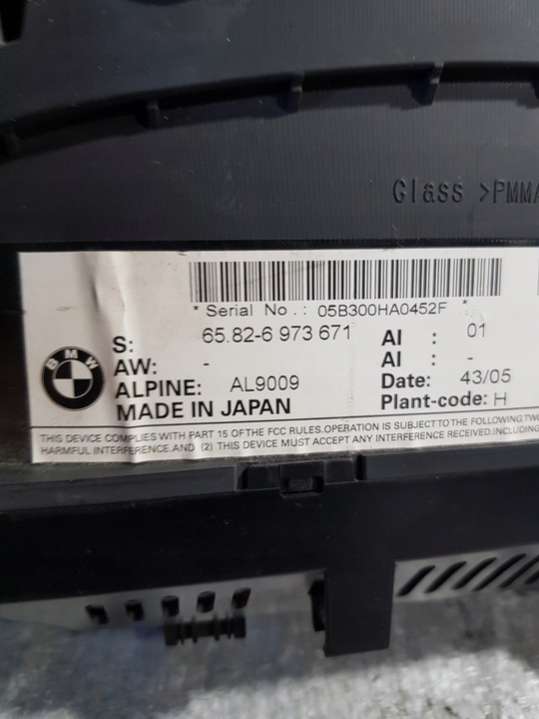 Glass >PMMA
* Serial No.: 05B300HA0452F *
S: 65.82-6 973 671 AI : 01
AW: - AI : -
ALPINE: AL9009 Date: 43/05
MADE IN JAPAN Plant-code: H
BMW
THIS DEVICE COMPLIES WITH PART 15 OF THE FCC RULES.OPERATION IS SUBJECT TO THE FOLLOWING TW
HARMFUL INTERFERENCE.AND (2) THIS DEVICE MUST ACCEPT ANY INTERFERENCE RECEIVED.INCLUDING